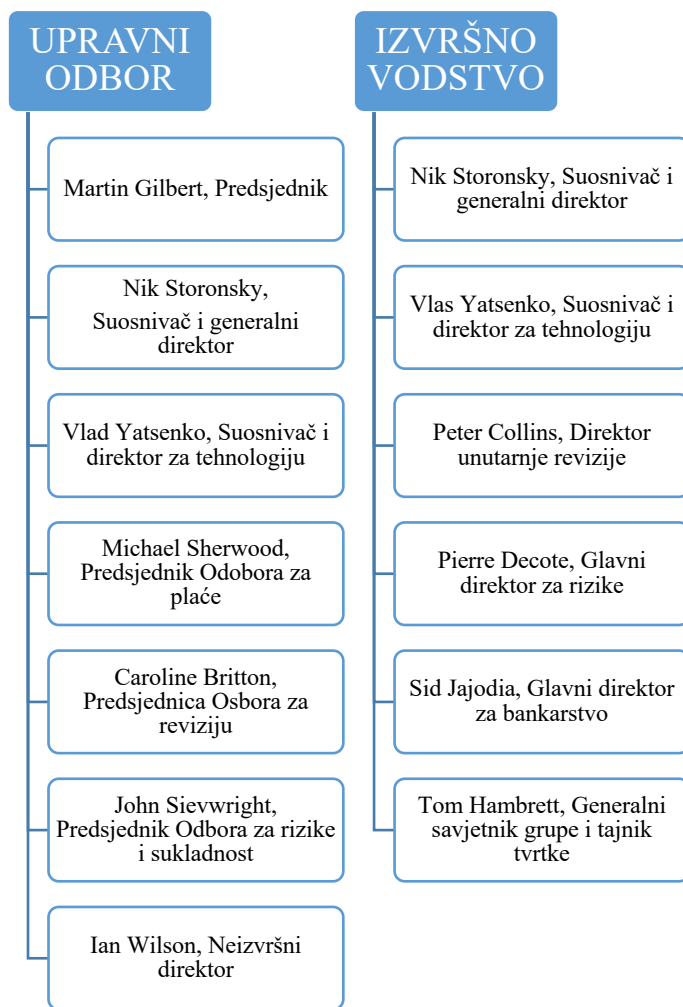 UPRAVNI
ODBOR
Martin Gilbert, Predsjednik
Nik Storonsky,
Suosnivač i generalni
direktor
Vlad Yatsenko, Suosnivač i
direktor za tehnologiju
Michael Sherwood,
Predsjednik Odobora za
plaće
Caroline Britton,
Predsjednica Osbora za
reviziju
John Sievwright,
Predsjednik Odbora za rizike
i sukladnost
Ian Wilson, Neizvršni
direktor
IZVRŠNO
VODSTVO
Nik Storonsky, Suosnivač i
generalni direktor
Vlas Yatsenko, Suosnivač i
direktor za tehnologiju
Peter Collins, Direktor
unutarnje revizije
Pierre Decote, Glavni
direktor za rizike
Sid Jajodia, Glavni direktor
za bankarstvo
Tom Hambrett, Generalni
savjetnik grupe i tajnik
tvrtke